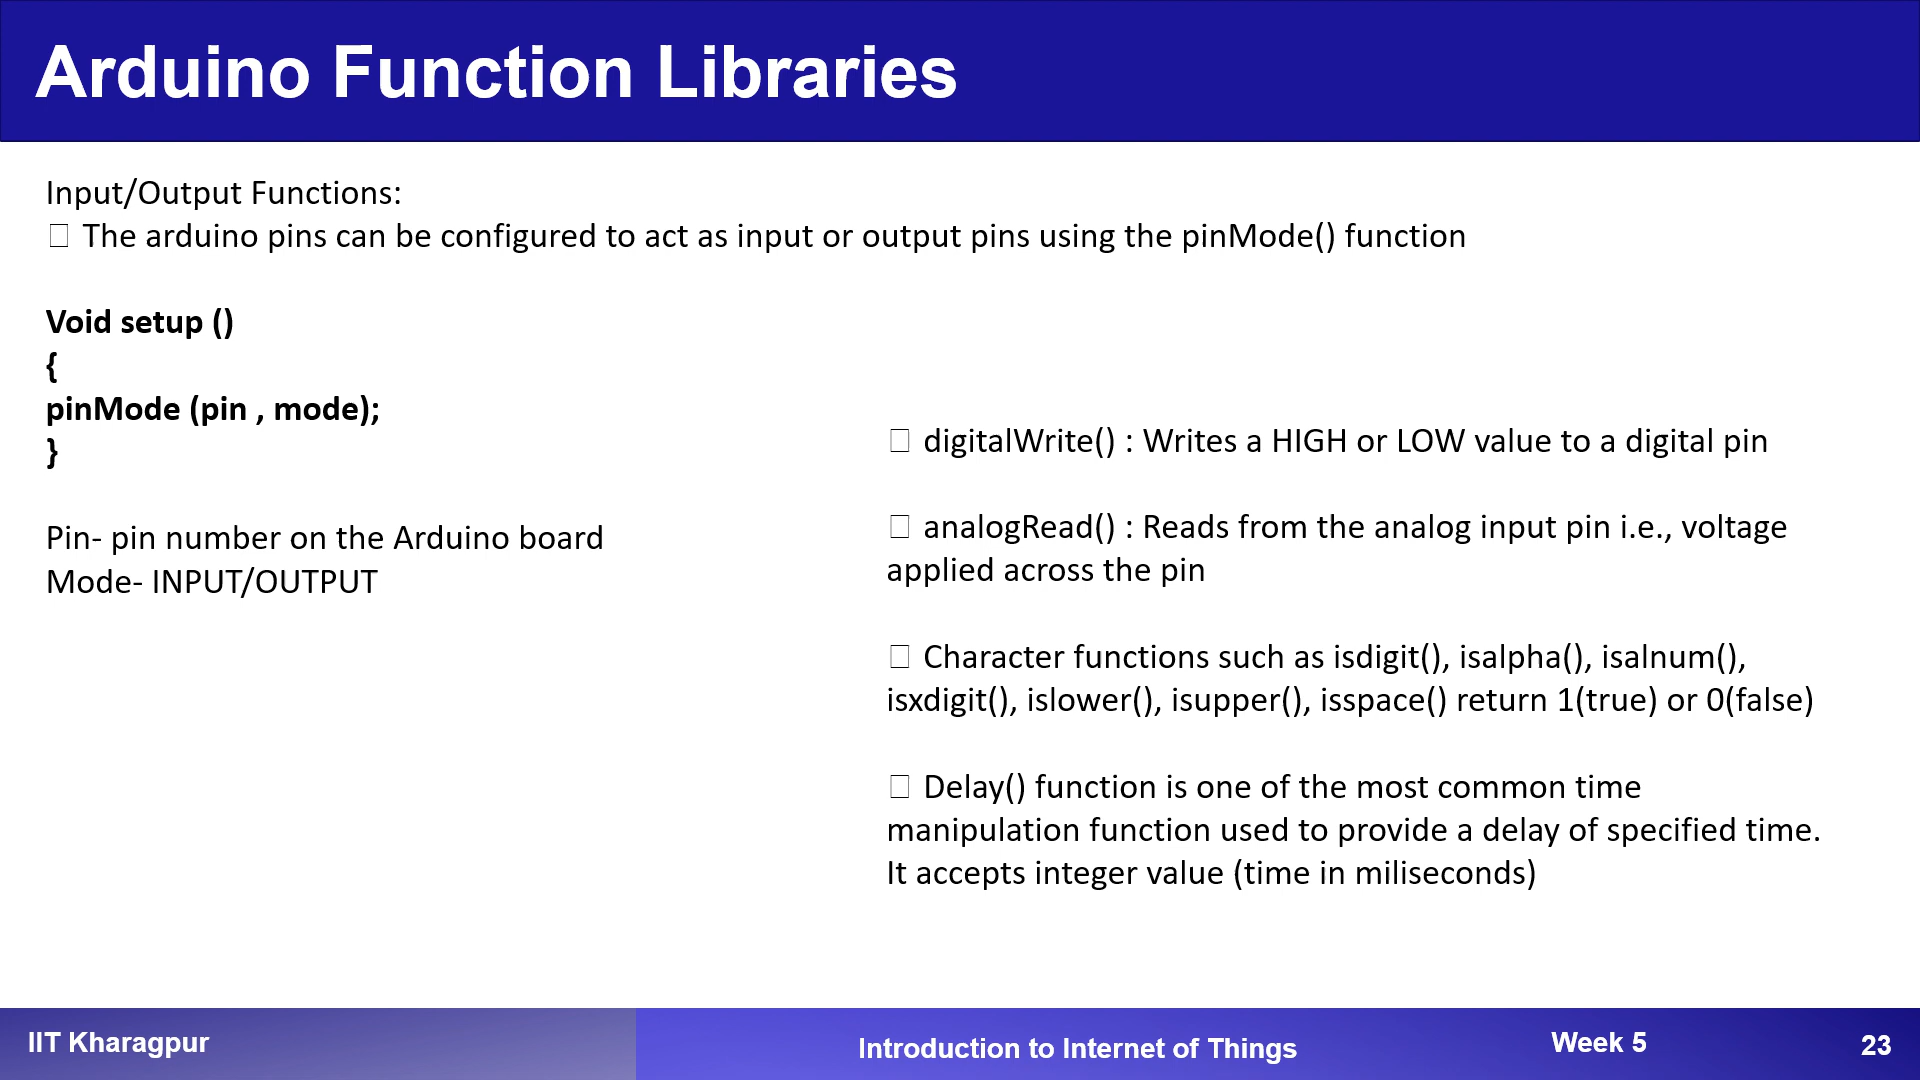 Arduino Function Libraries
Input/Output Functions:
 The arduino pins can be configured to act as input or output pins using the pinMode() function
Void setup ()
{
pinMode (pin , mode);
}
Pin- pin number on the Arduino board
Mode- INPUT/OUTPUT
 digitalWrite() : Writes a HIGH or LOW value to a digital pin
 analogRead() : Reads from the analog input pin i.e., voltage
applied across the pin
 Character functions such as isdigit(), isalpha(), isalnum(),
isxdigit(), islower(), isupper(), isspace() return 1(true) or 0(false)
 Delay() function is one of the most common time
manipulation function used to provide a delay of specified time.
It accepts integer value (time in miliseconds)
IIT Kharagpur
Introduction to Internet of Things
Week 5
23